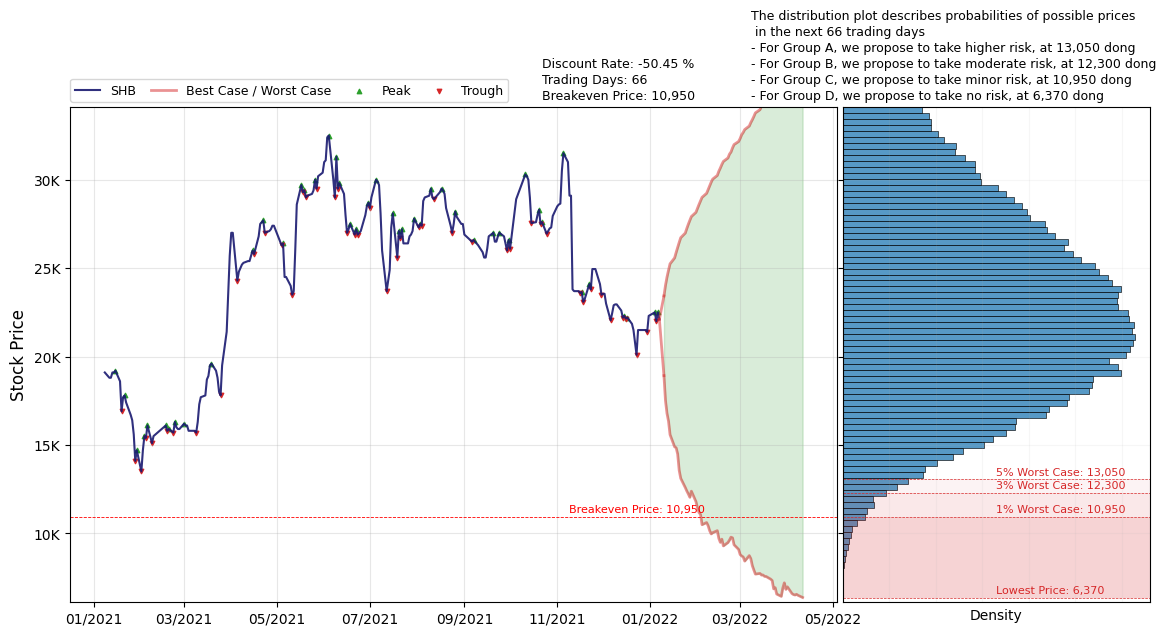 The distribution plot describes probabilities of possible prices
in the next 66 trading days
- For Group A, we propose to take higher risk, at 13,050 dong
- For Group B, we propose to take moderate risk, at 12,300 dong
- For Group C, we propose to take minor risk, at 10,950 dong
- For Group D, we propose to take no risk, at 6,370 dong
Discount Rate: -50.45 %
Trading Days: 66
Breakeven Price: 10,950
SHB
Best Case / Worst Case
Peak
Trough
Stock Price
30K
25K
20K
15K
10K
Breakeven Price: 10,950
01/2021
03/2021
05/2021
07/2021
09/2021
11/2021
01/2022
03/2022
05/2022
5% Worst Case: 13,050
3% Worst Case: 12,300
1% Worst Case: 10,950
Lowest Price: 6,370
Density